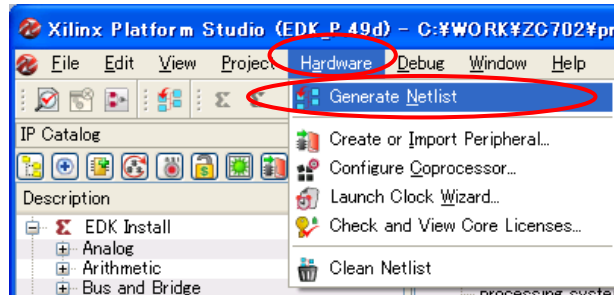 Xilinx Platform Studio (EDK_P.49d) - C:¥WORK¥ZC702¥pr
File Edit View Project Hardware Debug Window Help
Generate Netlist
IP Catalog
Create or Import Peripheral...
Configure Coprocessor...
Description
Launch Clock Wizard...
EDK Install
Check and View Core Licenses...
Analog
Arithmetic
Clean Netlist
Bus and Bridge
processing syste